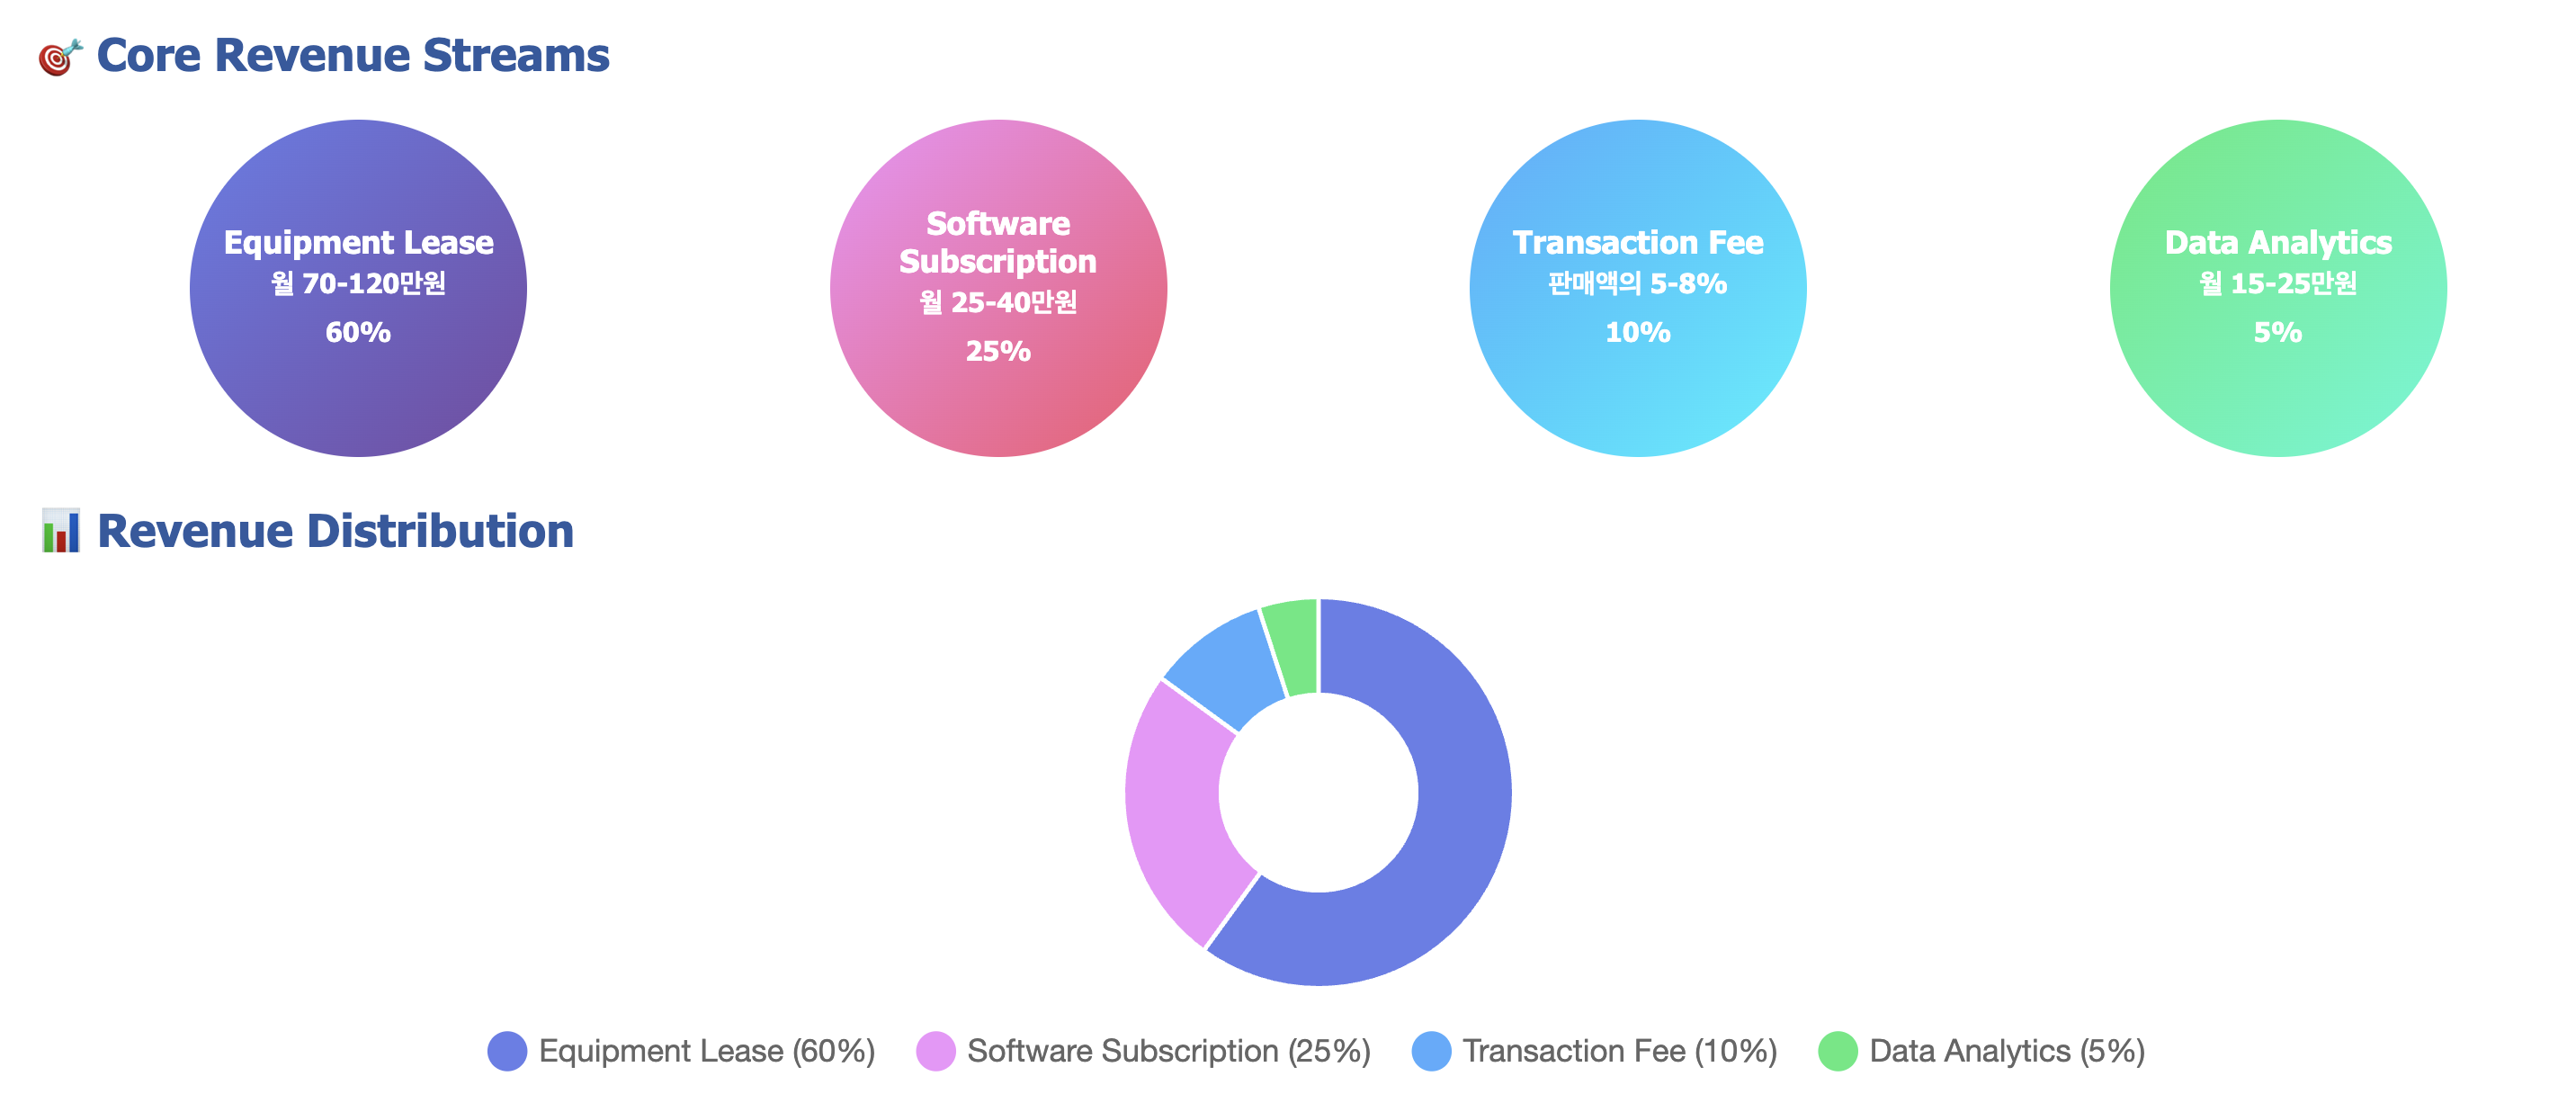 Core Revenue Streams
Equipment Lease
월 70-120만원
60%
Software
Subscription
월 25-40만원
25%
Transaction Fee
판매액의 5-8%
10%
Data Analytics
월 15-25만원
5%
Revenue Distribution
Equipment Lease (60%)
Software Subscription (25%)
Transaction Fee (10%)
Data Analytics (5%)